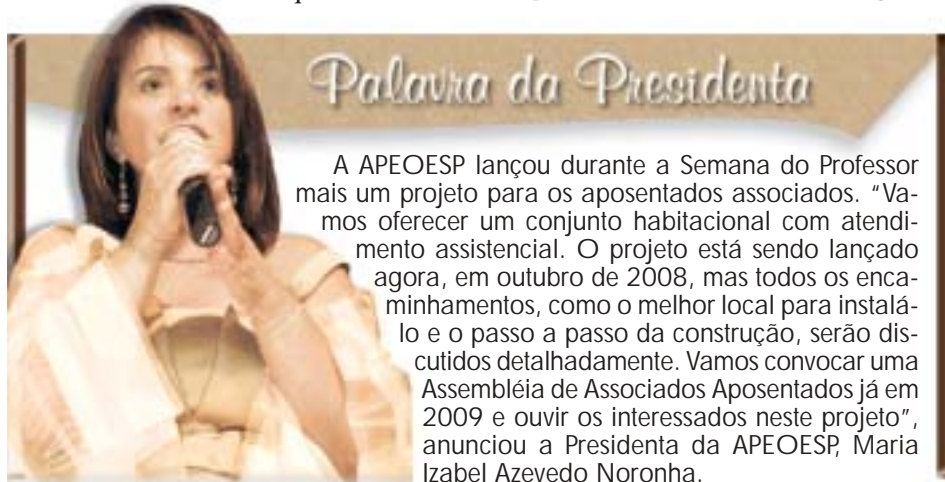 Palavra da Presidenta
A APEOESP lançou durante a Semana do Professor
mais um projeto para os aposentados associados. "Va-
mos oferecer um conjunto habitacional com atendi-
mento assistencial. O projeto está sendo lançado
agora, em outubro de 2008, mas todos os enca-
minhamentos, como o melhor local para instalá-
lo e o passo a passo da construção, serão dis-
cutidos detalhadamente. Vamos convocar uma
Assembléia de Associados Aposentados já em
2009 e ouvir os interessados neste projeto",
anunciou a Presidenta da APEOESP, Maria
Izabel Azevedo Noronha.